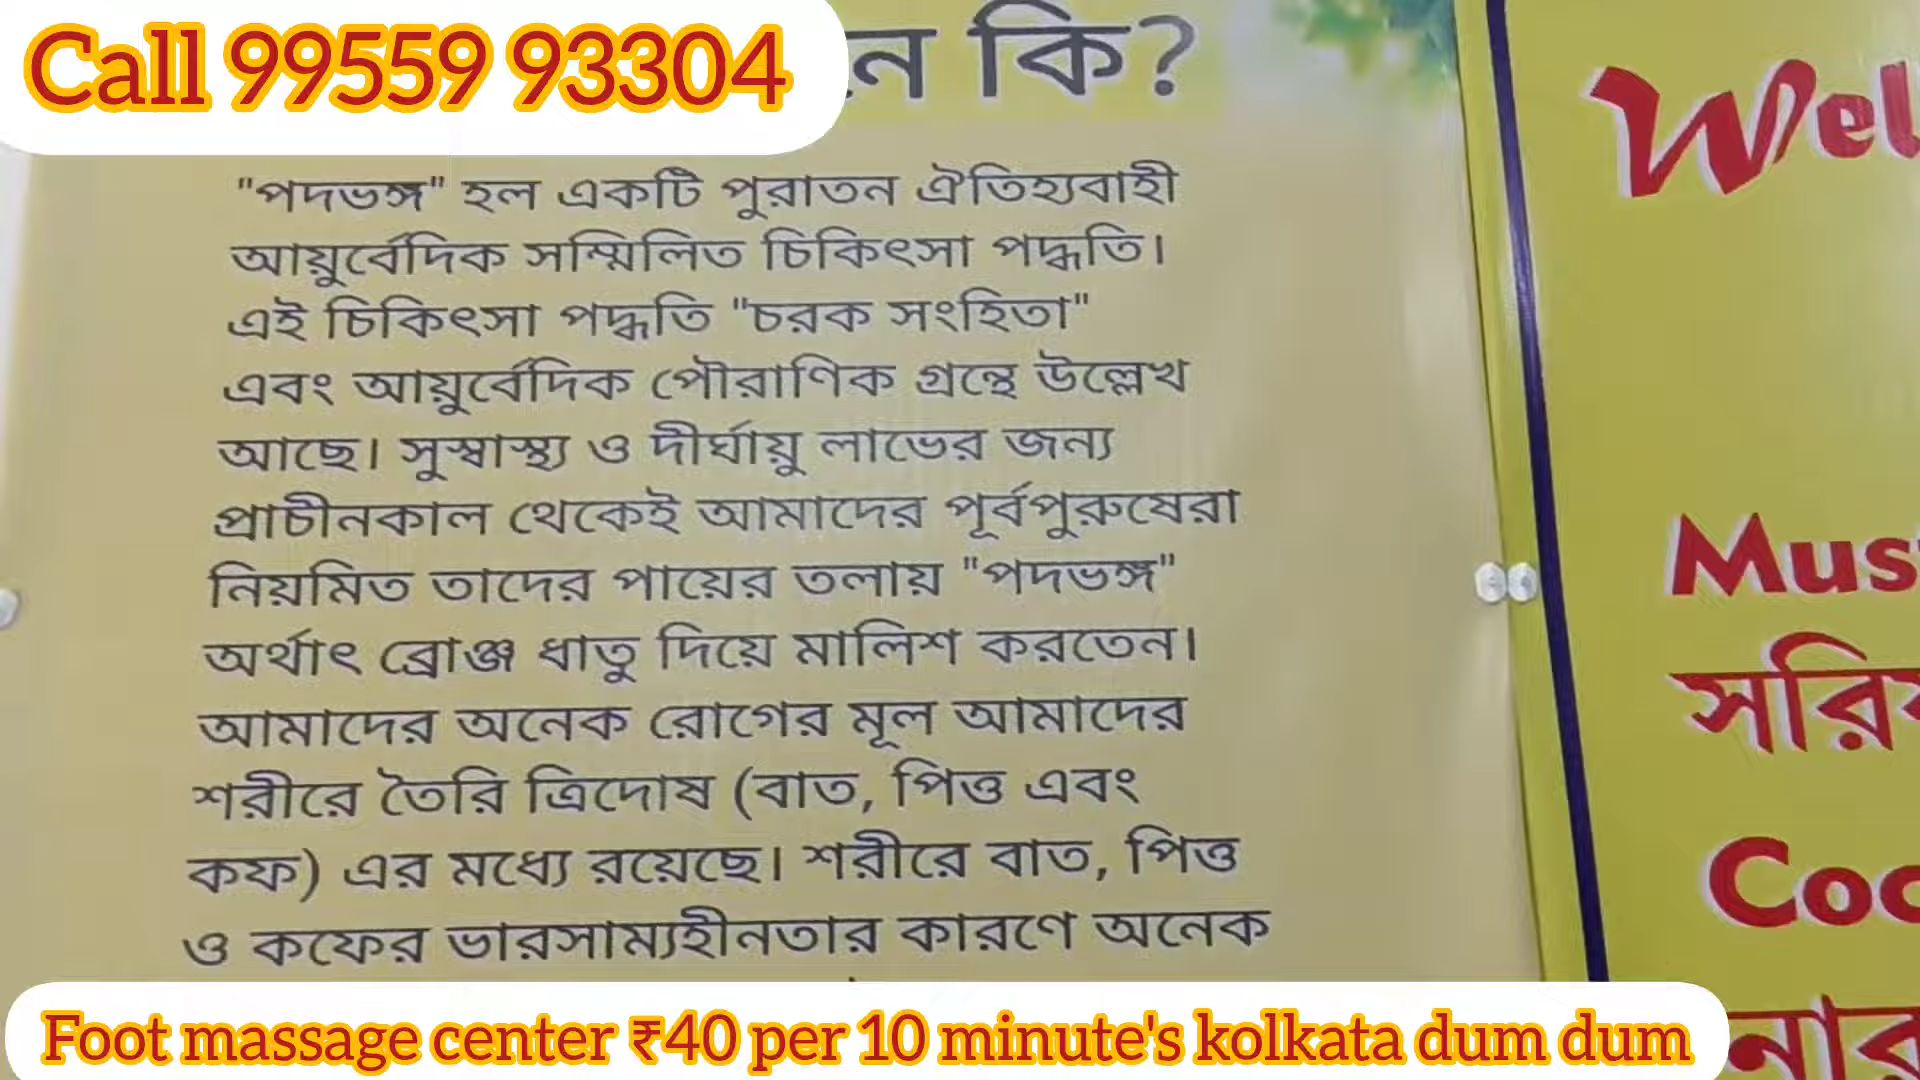 Call 99559 93304
কি?
"পদভঙ্গ" হল একটি পুরাতন ঐতিহ্যবাহী
আয়ুর্বেদিক সম্মিলিত চিকিৎসা পদ্ধতি।
এই চিকিৎসা পদ্ধতি "চরক সংহিতা"
এবং আয়ুর্বেদিক পৌরাণিক গ্রন্থে উল্লেখ
আছে। সুস্বাস্থ্য ও দীর্ঘায়ু লাভের জন্য
প্রাচীনকাল থেকেই আমাদের পূর্বপুরুষেরা
নিয়মিত তাদের পায়ের তলায় "পদভঙ্গ"
অর্থাৎ ব্রোঞ্জ ধাতু দিয়ে মালিশ করতেন।
আমাদের অনেক রোগের মূল আমাদের
শরীরে তৈরি ত্রিদোষ (বাত, পিত্ত এবং
কফ) এর মধ্যে রয়েছে। শরীরে বাত, পিত্ত
ও কফের ভারসাম্যহীনতার কারণে অনেক
Foot massage center ₹40 per 10 minute's kolkata dum dum